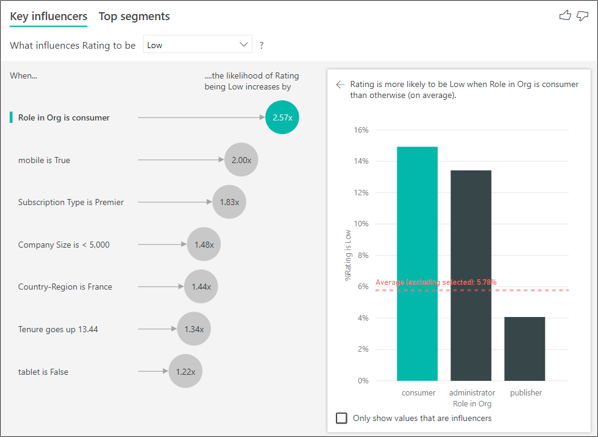 Key influencers Top segments
What influences Rating to be Low ?
When...
....the likelihood of Rating
being Low increases by
Role in Org is consumer 2.57x
mobile is True 2.00x
Subscription Type is Premier 1.83x
Company Size is < 5,000 1.48x
Country-Region is France 1.44x
Tenure goes up 13.44 1.34x
tablet is False 1.22x
Rating is more likely to be Low when Role in Org is consumer
than otherwise (on average).
16%
14%
12%
10%
8%
6%
4%
2%
0%
%Rating is Low
Average (excluding selected): 5.78%
consumer administrator publisher
Role in Org
Only show values that are influencers